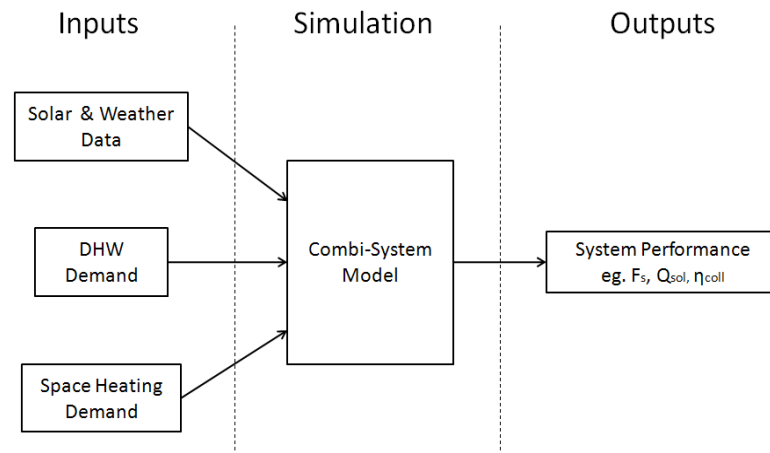 Inputs
Simulation
Outputs
Solar & Weather
Data
DHW
Demand
Space Heating
Demand
Combi-System
Model
System Performance
eg. Fs, Qsol, ηcoll